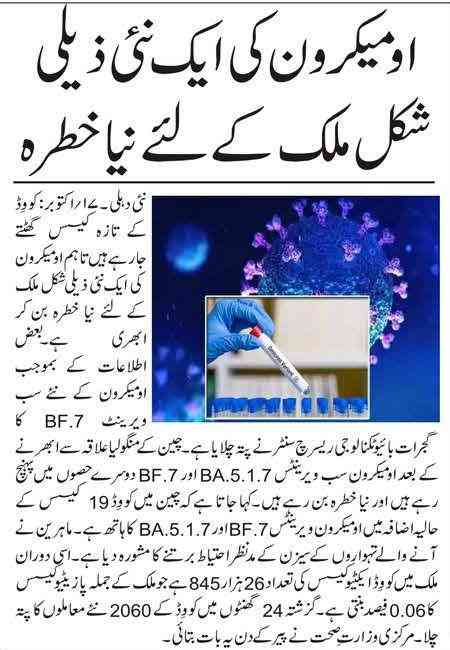 اومیکرون کی ایک نئی ذیلی
شکل ملک کے لئے نیا خطرہ
نئی دہلی۔ ۱۷/اکتوبر: کووڈ
کے تازہ کیسس گھٹتے
جارہے ہیں تاہم اومیکرون
کی ایک نئی ذیلی شکل ملک
کے لئے نیا خطرہ بن کر
ابھری ہے۔ بعض
اطلاعات کے بموجب
اومیکرون کے نئے سب
ویرینٹ BF.7 کا
گجرات بائیوٹکنالوجی ریسرچ سنٹر نے پتہ چلایا ہے۔ چین کے منگولیا علاقہ سے ابھرنے
کے بعد اومیکرون سب ویرینٹس BA.5.1.7 اور BF.7 دوسرے حصوں میں پہنچ
رہے ہیں اور نیا خطرہ بن رہے ہیں۔ کہا جاتا ہے کہ چین میں کووڈ 19 کیسس کے
حالیہ اضافہ میں اومیکرون ویرینٹس BF.7 اور BA.5.1.7 کا ہاتھ ہے۔ ماہرین نے
آنے والے تہواروں کے سیزن کے مدنظر احتیاط برتنے کا مشورہ دیا ہے۔ اسی دوران
ملک میں کووڈ ایکٹیو کیسس کی تعداد 26 ہزار 845 ہے جو ملک کے جملہ پازیٹیو کیسس
کا 0.06 فیصد بنتی ہے۔ گزشتہ 24 گھنٹوں میں کووڈ کے 2060 نئے معاملوں کا پتہ
چلا۔ مرکزی وزارت صحت نے پیر کے دن یہ بات بتائی۔